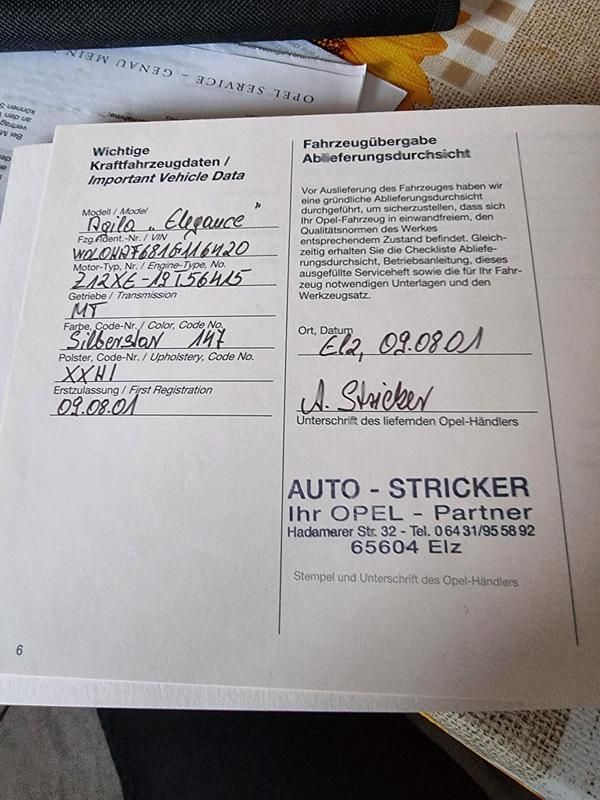 OPEL SERVICE – GENAU MEIN
Wichtige
Kraftfahrzeugdaten /
Important Vehicle Data
Modell / Model
Agila „Elegance"
Fzg.Ident.-Nr. / VIN
W0L0HAF681G116420
Motor-Typ, Nr. / Engine-Type, No.
Z12XE-19T56415
Getriebe / Transmission
MT
Farbe, Code-Nr. / Color, Code No.
Silberstar 147
Polster, Code-Nr. / Upholstery, Code No.
XXHI
Erstzulassung / First Registration
09.08.01
6
Fahrzeugübergabe
Ablieferungsdurchsicht
Vor Auslieferung des Fahrzeuges haben wir
eine gründliche Ablieferungsdurchsicht
durchgeführt, um sicherzustellen, dass sich
Ihr Opel-Fahrzeug in einwandfreiem, den
Qualitätsnormen des Werkes
entsprechendem Zustand befindet. Gleich-
zeitig erhalten Sie die Checkliste Abliefe-
rungsdurchsicht, Betriebsanleitung, dieses
ausgefüllte Serviceheft sowie die für Ihr Fahr-
zeug notwendigen Unterlagen und den
Werkzeugsatz.
Ort, Datum
Elz, 09.08.01
A. Stricker
Unterschrift des liefernden Opel-Händlers
AUTO - STRICKER
Ihr OPEL - Partner
Hadamarer Str. 32 - Tel. 0 64 31/95 58 92
65604 Elz
Stempel und Unterschrift des Opel-Händlers